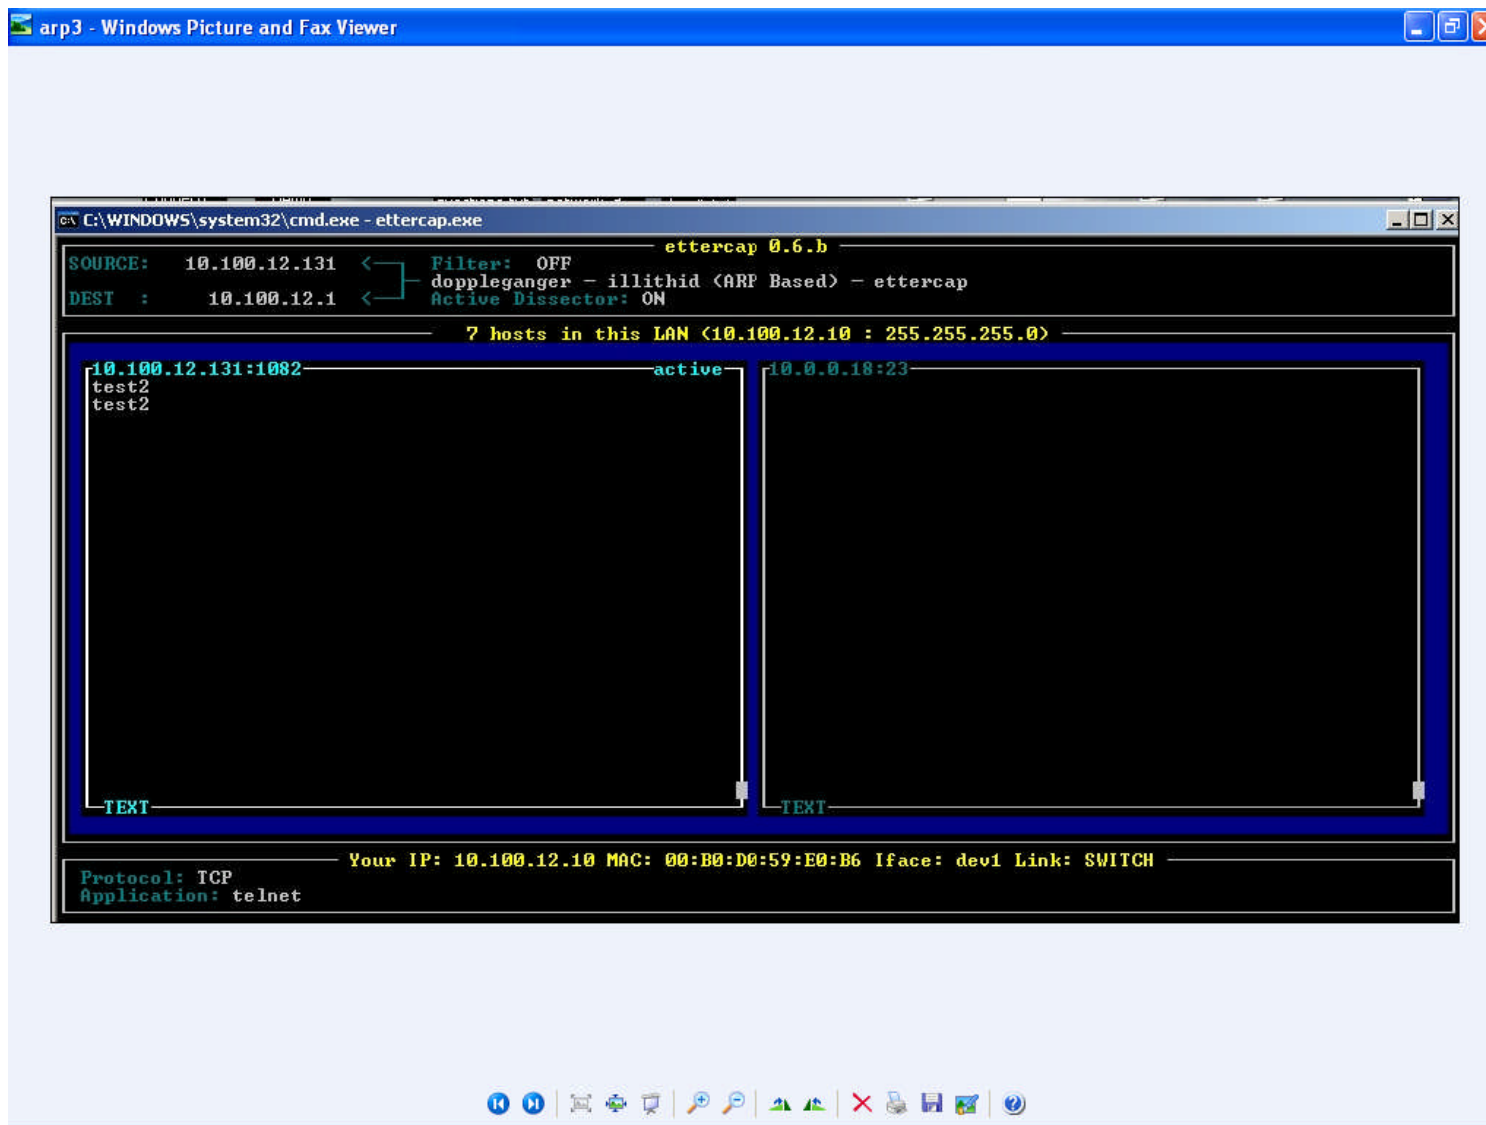 arp3 - Windows Picture and Fax Viewer
C:\WINDOWS\system32\cmd.exe - ettercap.exe
ettercap 0.6.b
SOURCE: 10.100.12.131 Filter: OFF
doppleganger – illithid (ARP Based) – ettercap
DEST : 10.100.12.1 Active Dissector: ON
7 hosts in this LAN (10.100.12.10 : 255.255.255.0)
10.100.12.131:1082 active 10.0.0.18:23
test2
test2
TEXT TEXT
Your IP: 10.100.12.10 MAC: 00:B0:D0:59:E0:B6 Iface: dev1 Link: SWITCH
Protocol: TCP
Application: telnet